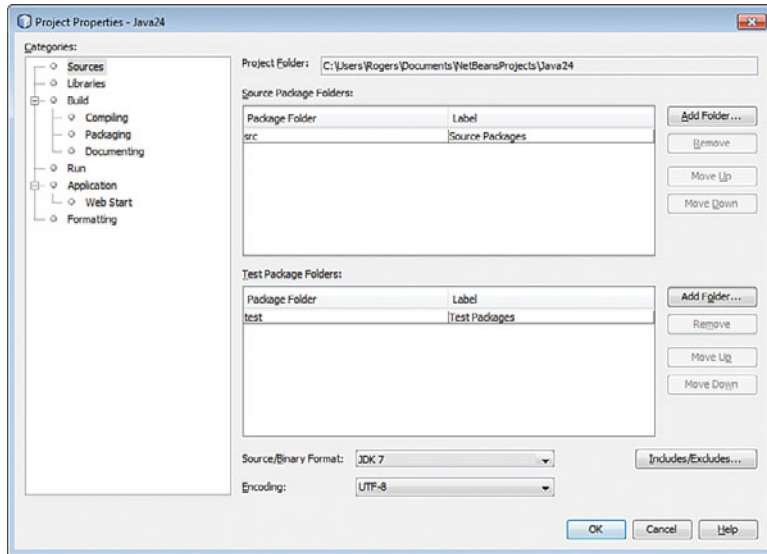 Project Properties - Java24
Categories:
Sources
Libraries
Build
Compiling
Packaging
Documenting
Run
Application
Web Start
Formatting
Project Folder: C:\Users\Rogers\Documents\NetBeansProjects\Java24
Source Package Folders:
Package Folder Label
src Source Packages
Add Folder...
Remove
Move Up
Move Down
Test Package Folders:
Package Folder Label
test Test Packages
Add Folder...
Remove
Move Up
Move Down
Source/Binary Format: JDK 7
Includes/Excludes...
Encoding: UTF-8
OK Cancel Help